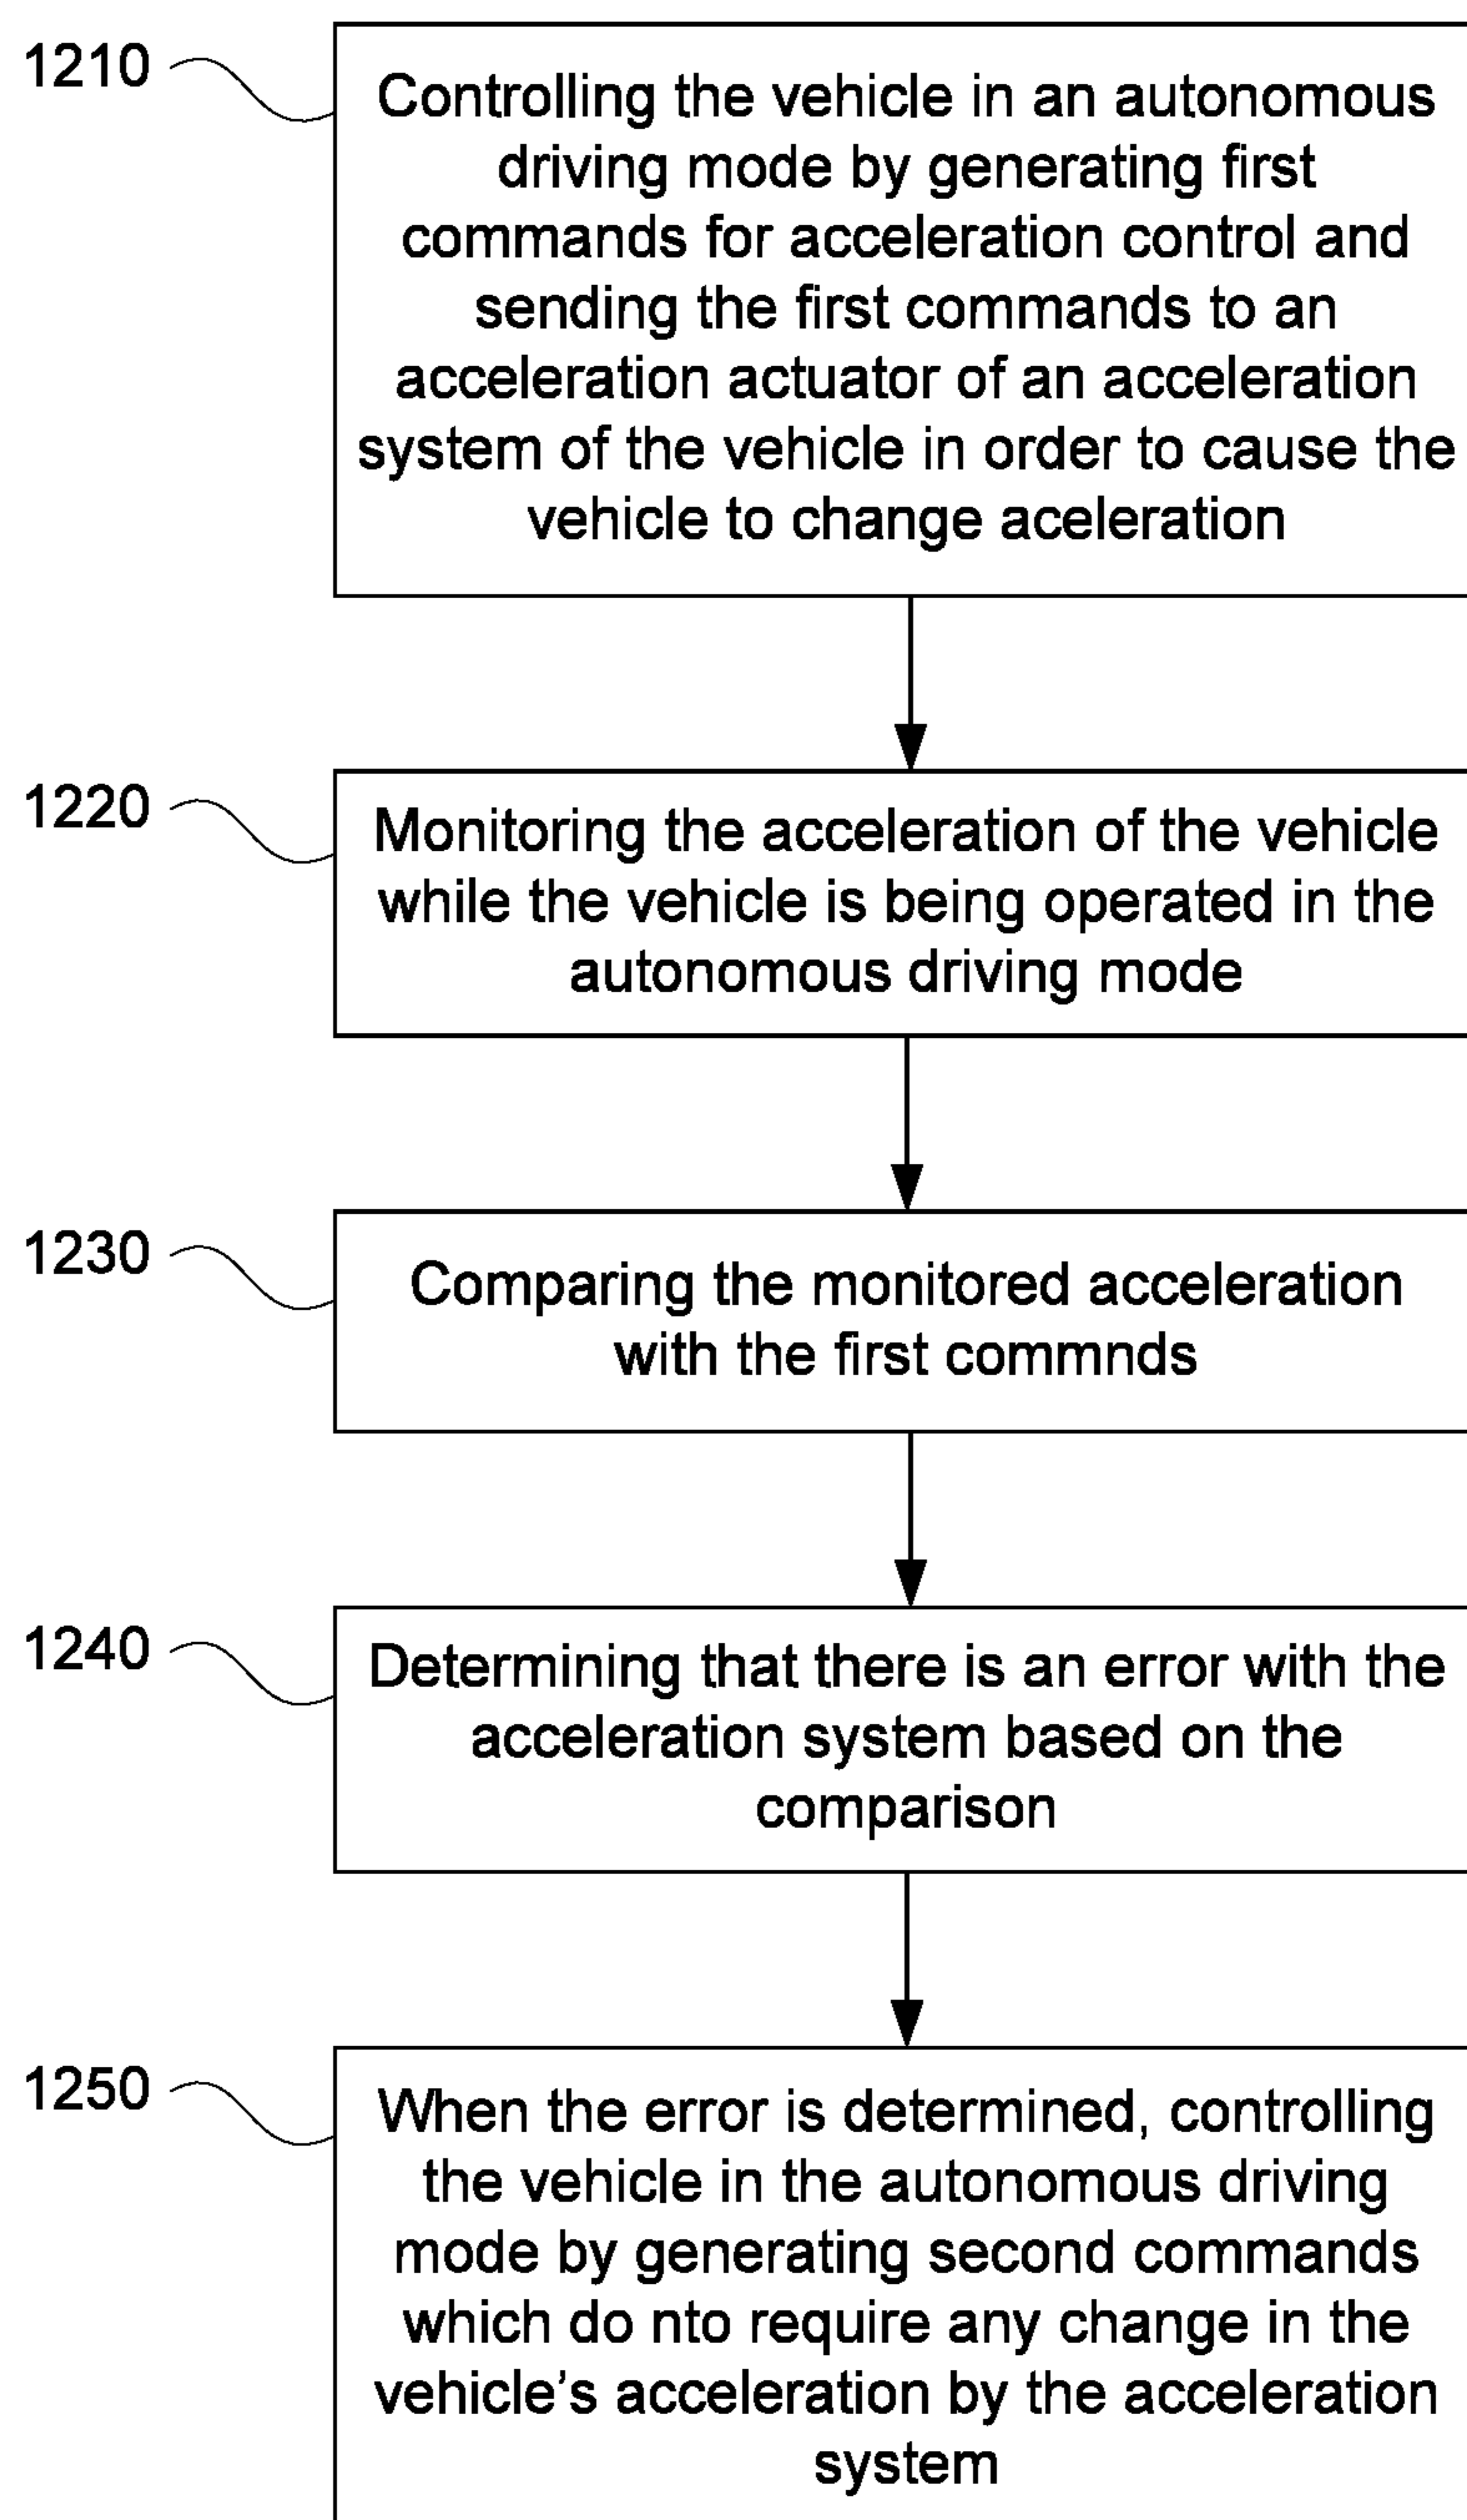 1210
Controlling the vehicle in an autonomous
driving mode by generating first
commands for acceleration control and
sending the first commands to an
acceleration actuator of an acceleration
system of the vehicle in order to cause the
vehicle to change aceleration
1220
Monitoring the acceleration of the vehicle
while the vehicle is being operated in the
autonomous driving mode
1230
Comparing the monitored acceleration
with the first commnds
1240
Determining that there is an error with the
acceleration system based on the
comparison
1250
When the error is determined, controlling
the vehicle in the autonomous driving
mode by generating second commands
which do nto require any change in the
vehicle's acceleration by the acceleration
system